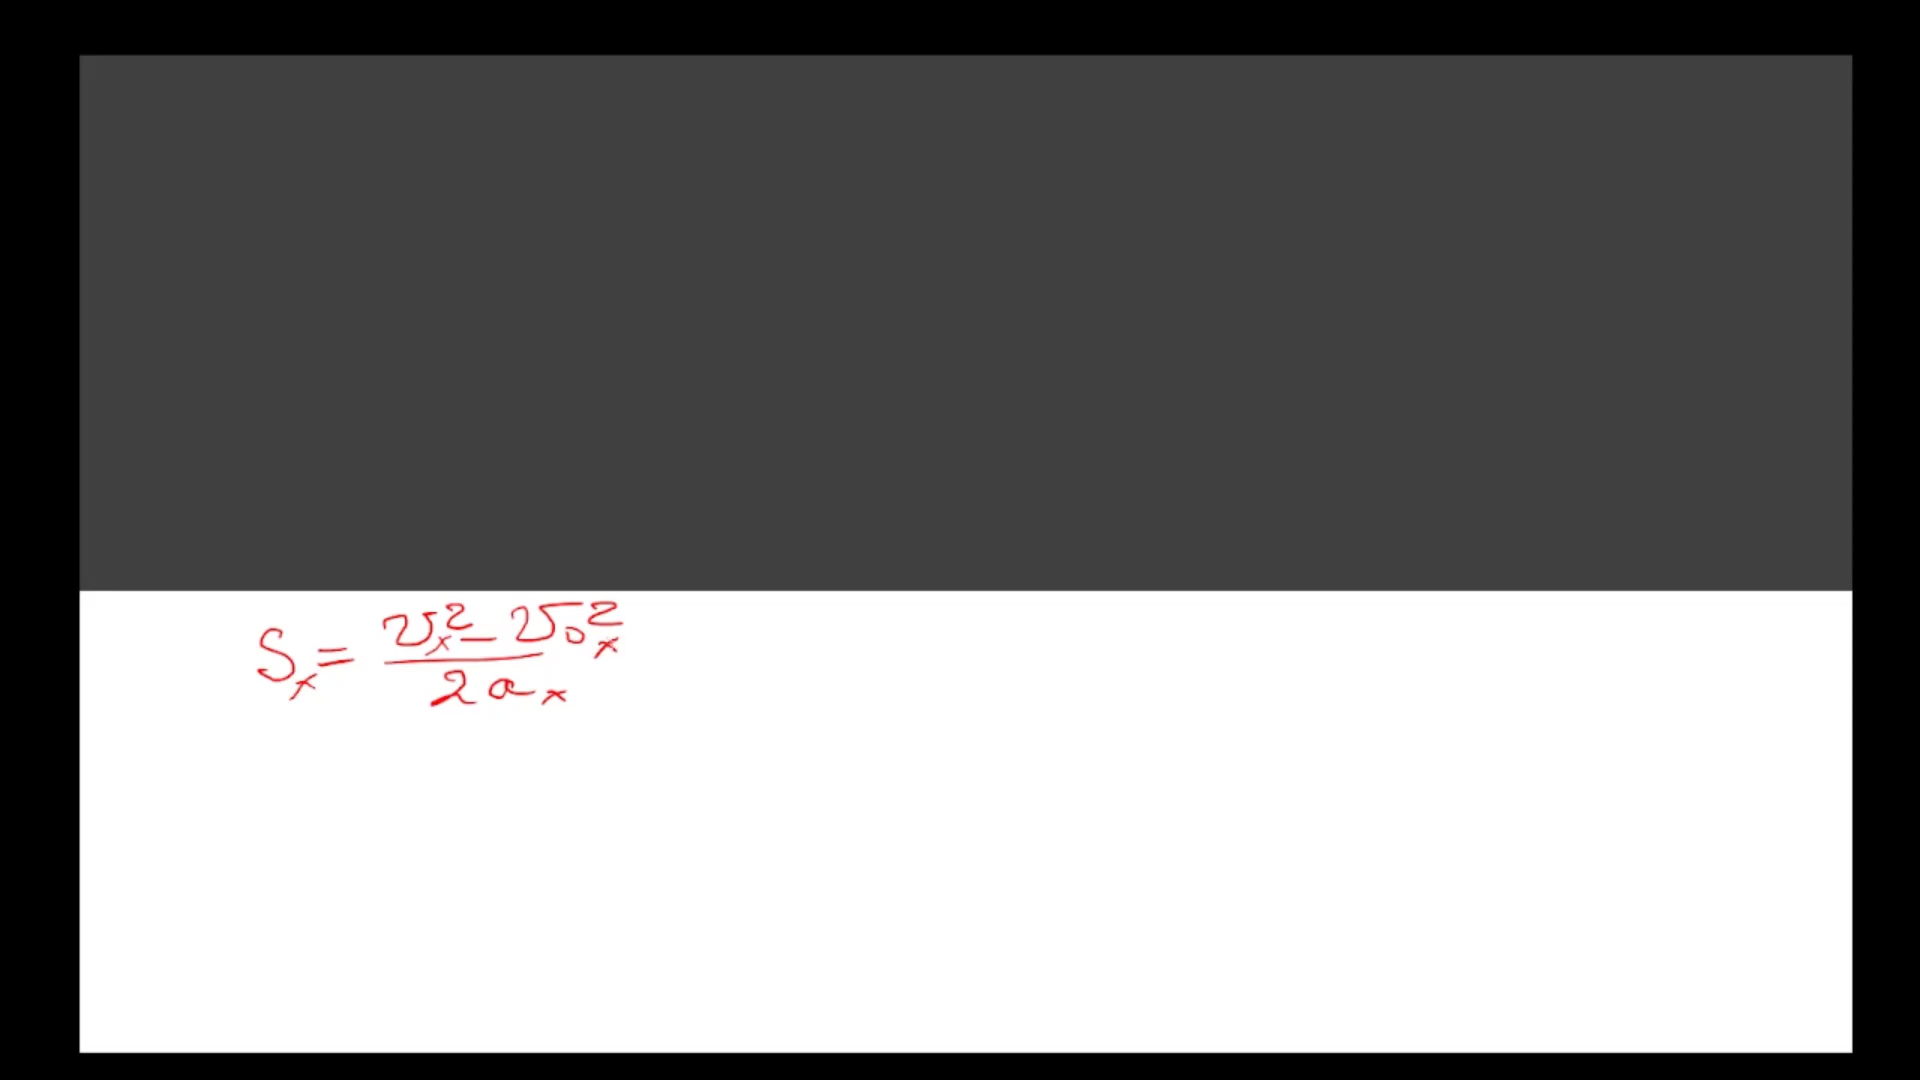 Sₓ = (υₓ² - υ₀ₓ²) / 2aₓ